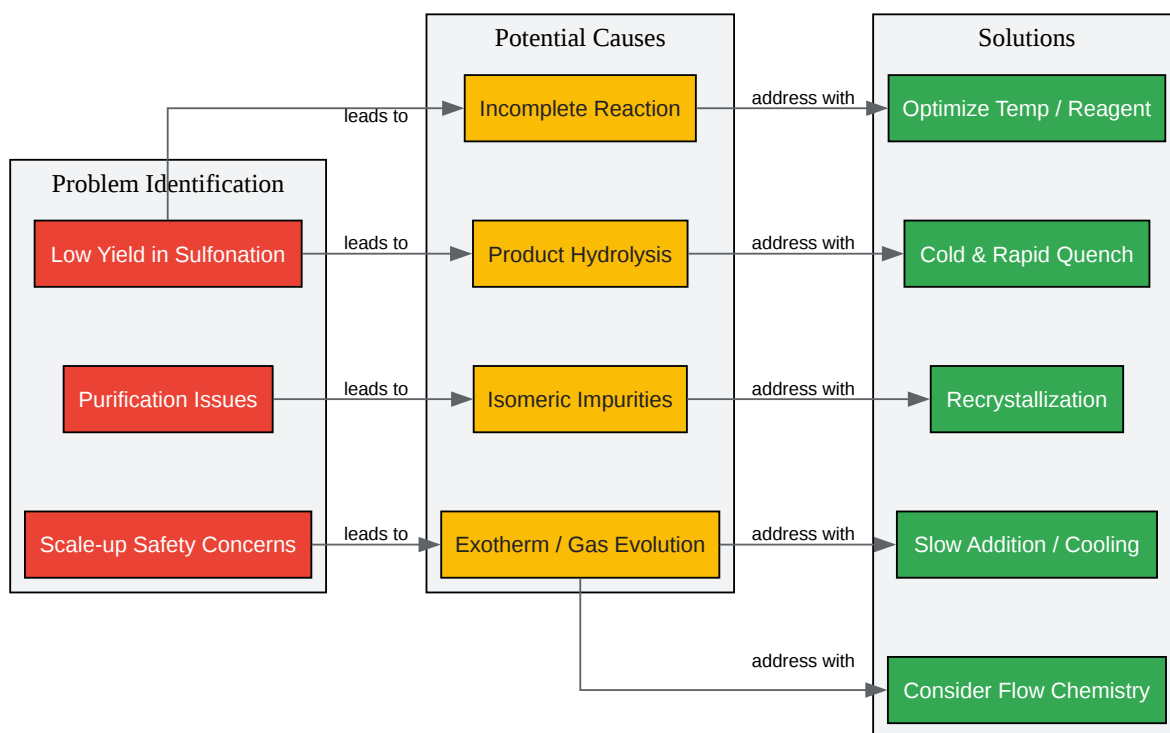 Potential Causes
Solutions
Incomplete Reaction
address with
Optimize Temp / Reagent
leads to
Problem Identification
Low Yield in Sulfonation
leads to
Product Hydrolysis
address with
Cold & Rapid Quench
Purification Issues
leads to
Isomeric Impurities
address with
Recrystallization
Scale-up Safety Concerns
leads to
Exotherm / Gas Evolution
address with
Slow Addition / Cooling
address with
Consider Flow Chemistry